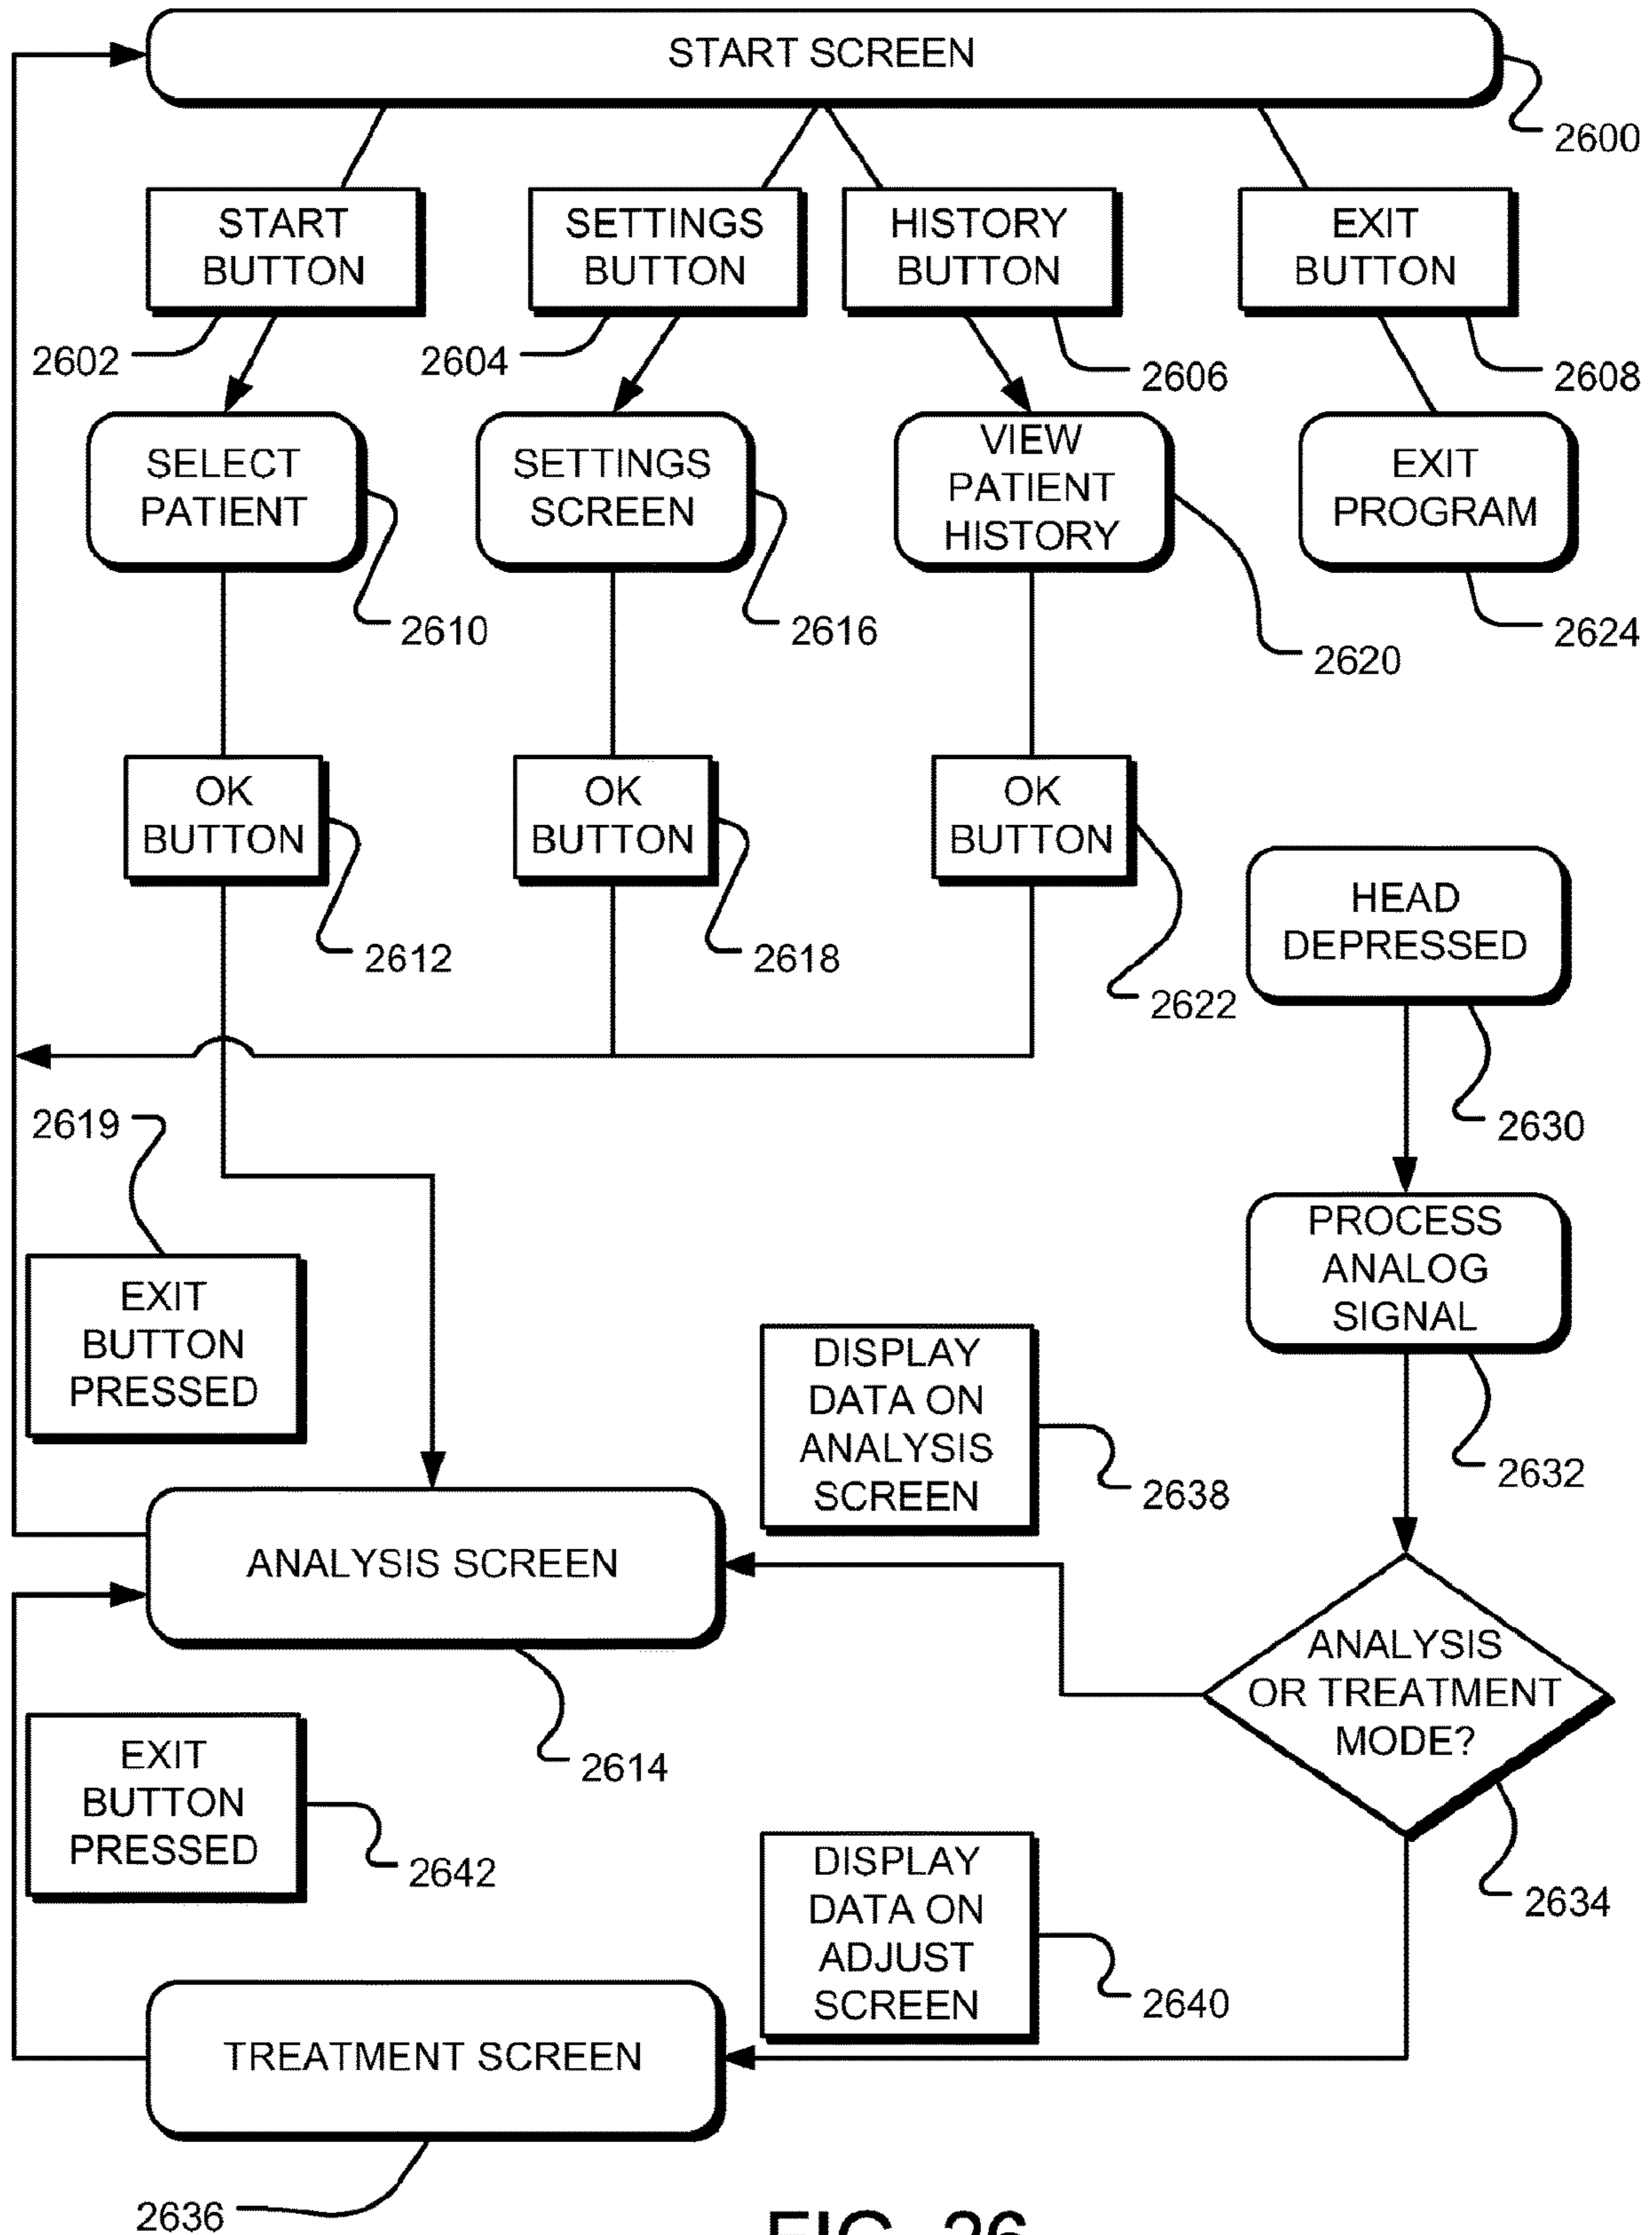 START SCREEN
2600
START
BUTTON
SETTINGS
BUTTON
HISTORY
BUTTON
EXIT
BUTTON
2602
2604
2606
2608
SELECT
PATIENT
SETTINGS
SCREEN
VIEW
PATIENT
HISTORY
EXIT
PROGRAM
2610
2616
2620
2624
OK
BUTTON
OK
BUTTON
OK
BUTTON
HEAD
DEPRESSED
2612
2618
2622
2619
2630
EXIT
BUTTON
PRESSED
PROCESS
ANALOG
SIGNAL
DISPLAY
DATA ON
ANALYSIS
SCREEN
2638
2632
ANALYSIS SCREEN
ANALYSIS
OR TREATMENT
MODE?
2614
EXIT
BUTTON
PRESSED
2642
2634
DISPLAY
DATA ON
ADJUST
SCREEN
2640
TREATMENT SCREEN
2636
FIG. 26